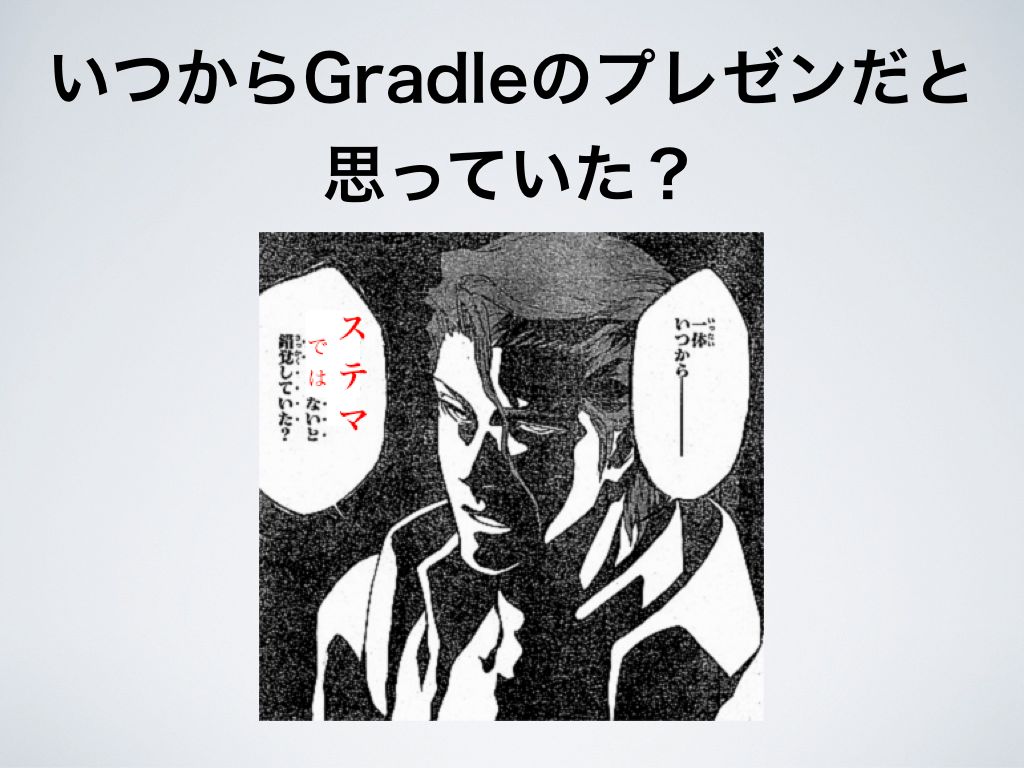 いつからGradleのプレゼンだと
思っていた？
一体
いつから――
ステマ
ではないと
錯覚していた?